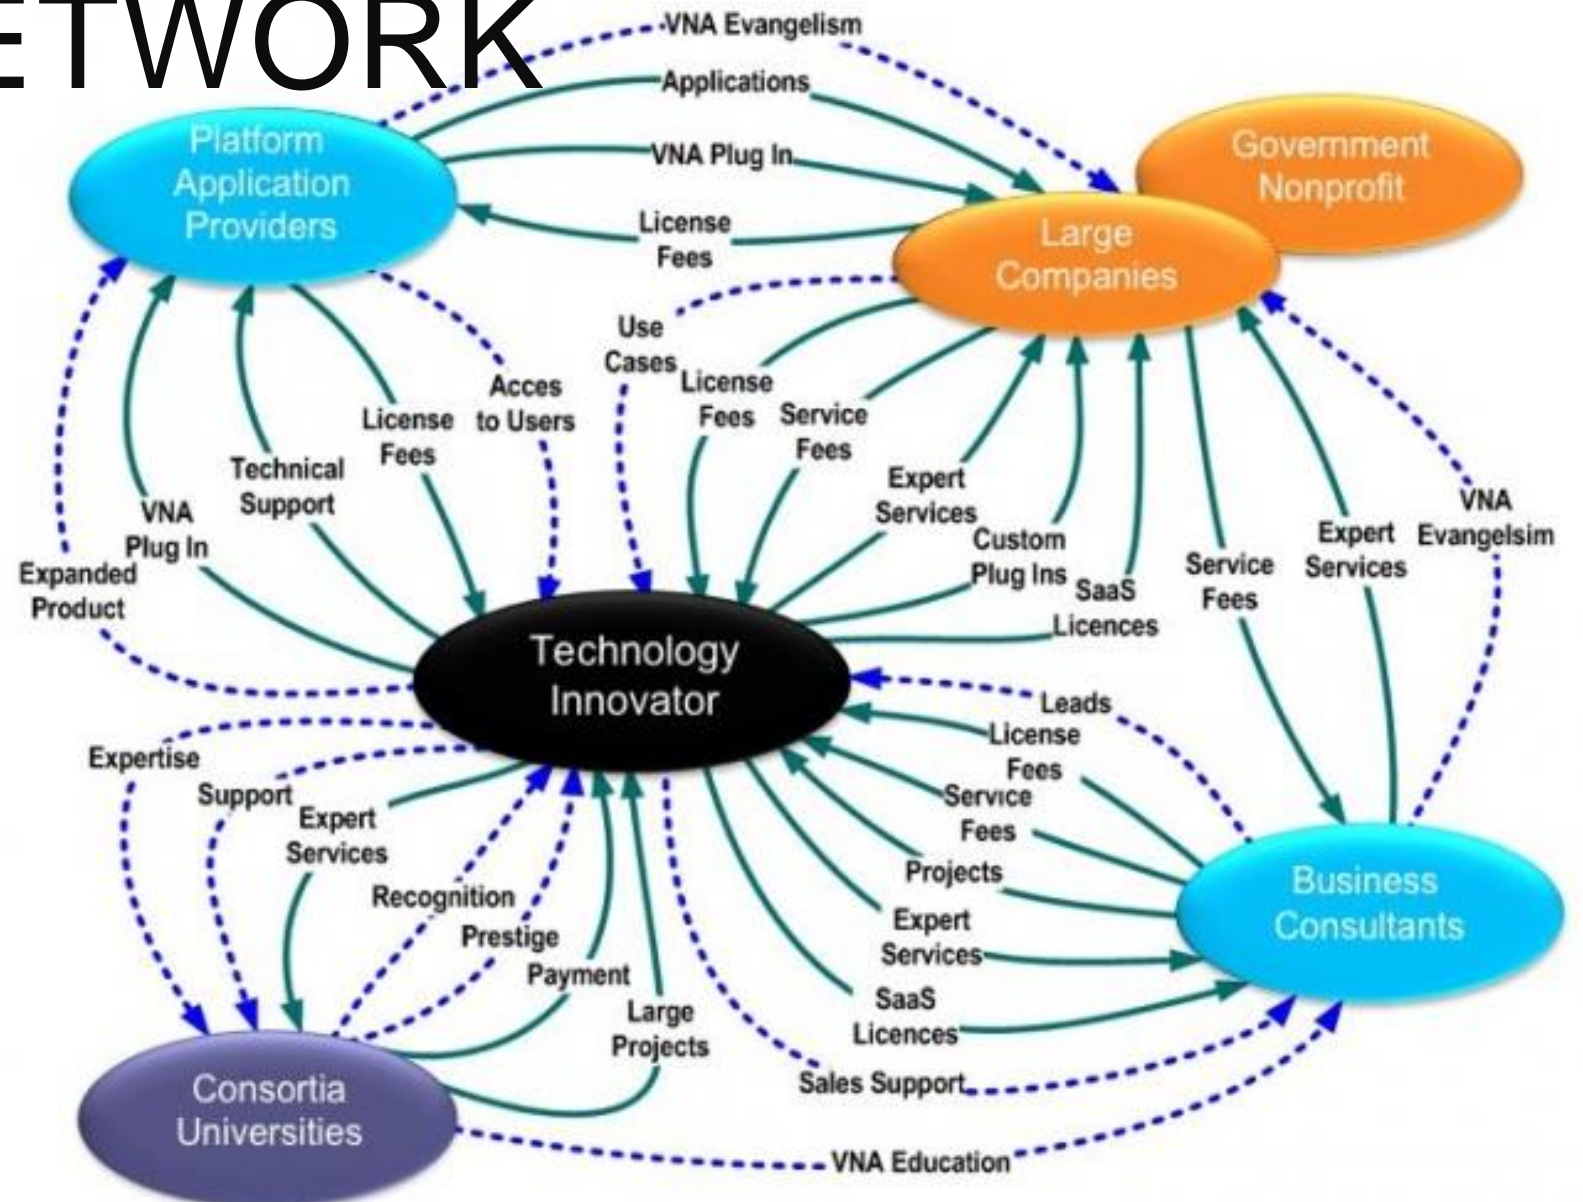 ETWORK
VNA Evangelism
Applications
VNA Plug In
License
Fees
Platform
Application
Providers
Government
Nonprofit
Large
Companies
Use
Cases
License
Fees
Service
Fees
Acces
to Users
License
Fees
Technical
Support
VNA
Plug In
Expanded
Product
Expert
Services
Custom
Plug Ins
SaaS
Licences
Service
Fees
Expert
Services
VNA
Evangelsim
Technology
Innovator
Leads
License
Fees
Service
Fees
Projects
Expert
Services
SaaS
Licences
Sales Support
VNA Education
Business
Consultants
Expertise
Support
Expert
Services
Recognition
Prestige
Payment
Large
Projects
Consortia
Universities